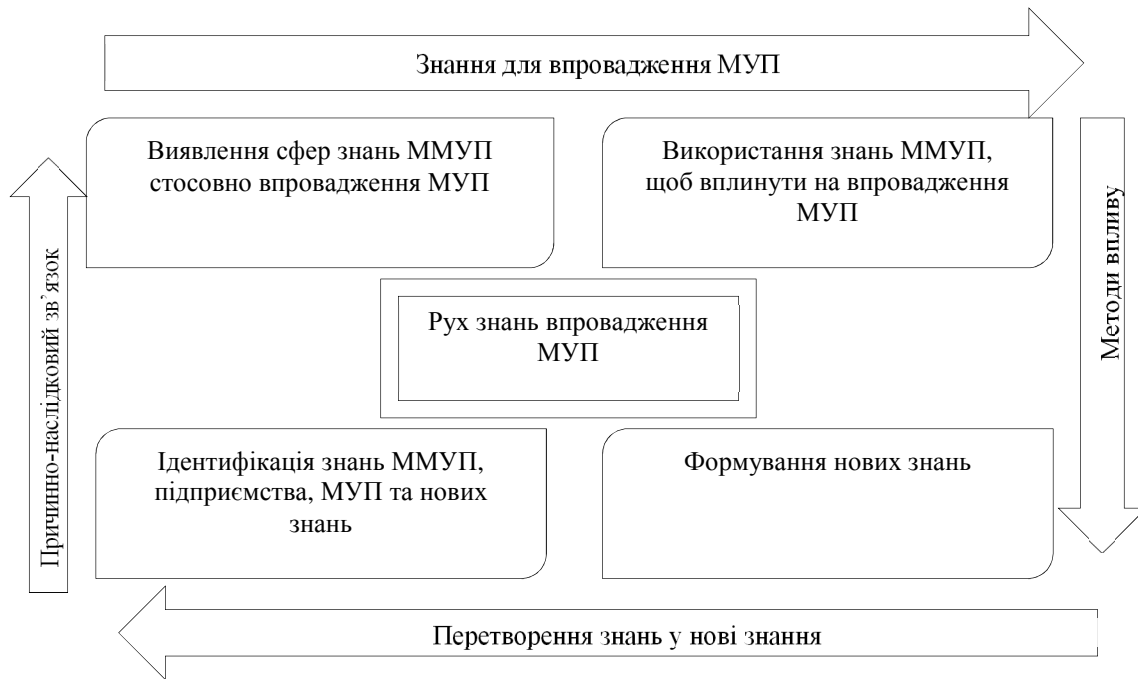 Знання для впровадження МУП
Виявлення сфер знань ММУП
стосовно впровадження МУП
Використання знань ММУП,
щоб вплинути на впровадження
МУП
Причинно-наслідковий зв’язок
Методи впливу
Рух знань впровадження
МУП
Ідентифікація знань ММУП,
підприємства, МУП та нових
знань
Формування нових знань
Перетворення знань у нові знання